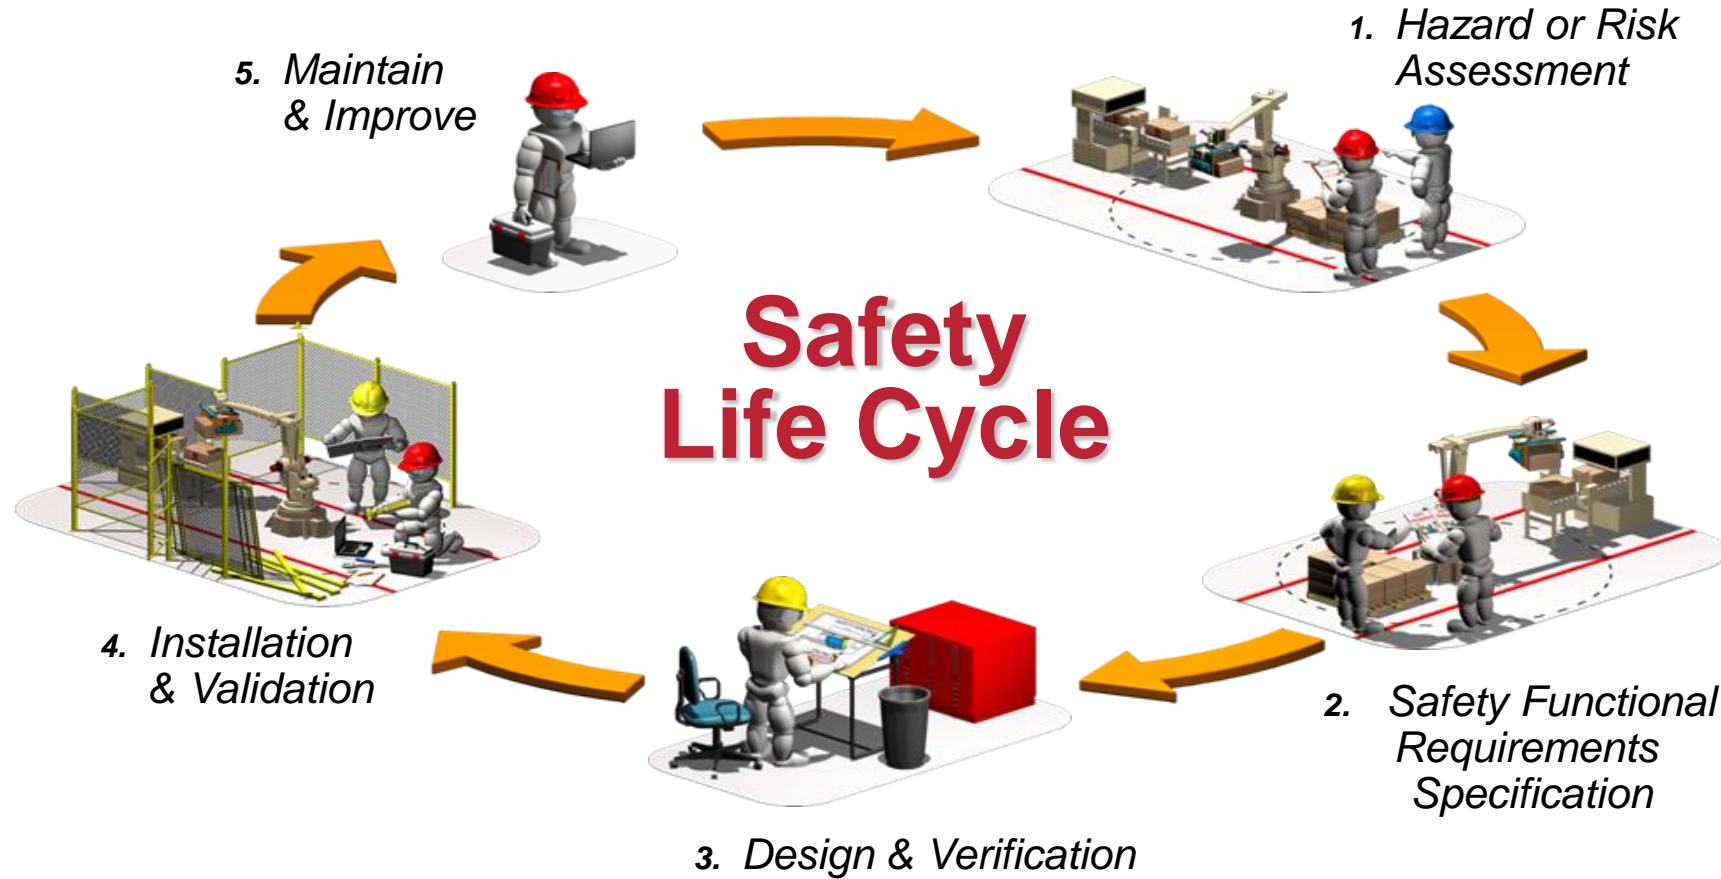 Safety
Life Cycle
1. Hazard or Risk
Assessment
2. Safety Functional
Requirements
Specification
3. Design & Verification
4. Installation
& Validation
5. Maintain
& Improve